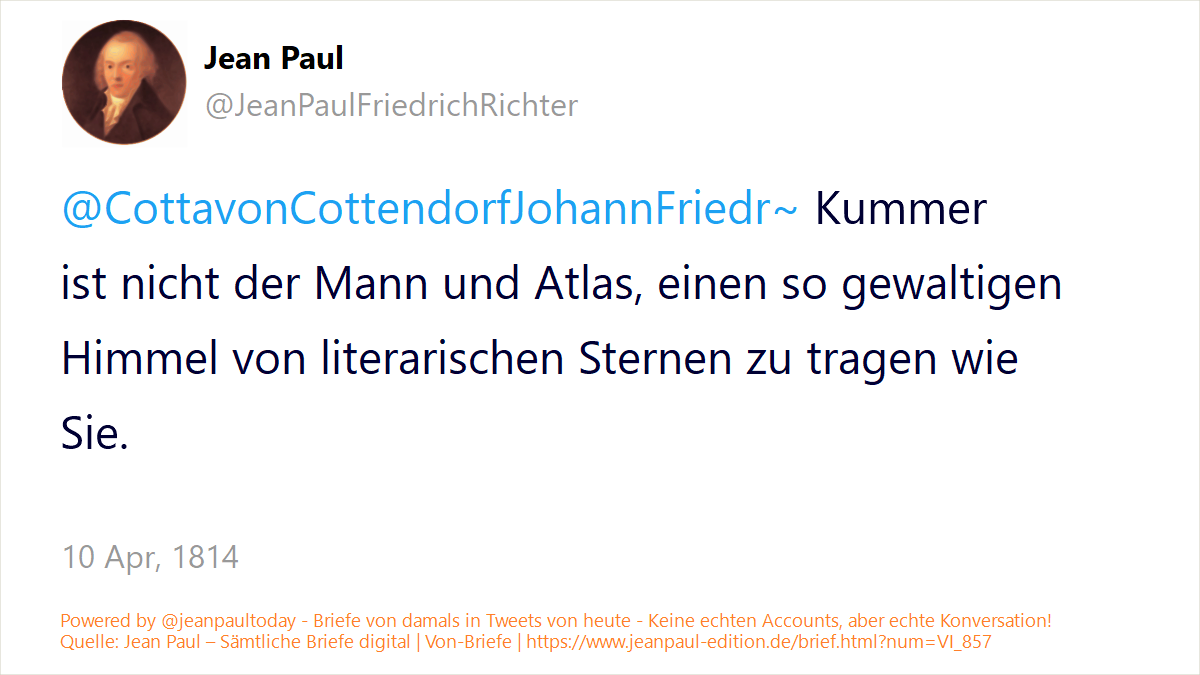 Jean Paul
@JeanPaulFriedrichRichter
@CottavonCottendorfJohannFriedr~ Kummer
ist nicht der Mann und Atlas, einen so gewaltigen
Himmel von literarischen Sternen zu tragen wie
Sie.
10 Apr, 1814
Powered by @jeanpaultoday - Briefe von damals in Tweets von heute - Keine echten Accounts, aber echte Konversation!
Quelle: Jean Paul – Sämtliche Briefe digital | Von-Briefe | https://www.jeanpaul-edition.de/brief.html?num=VI_857